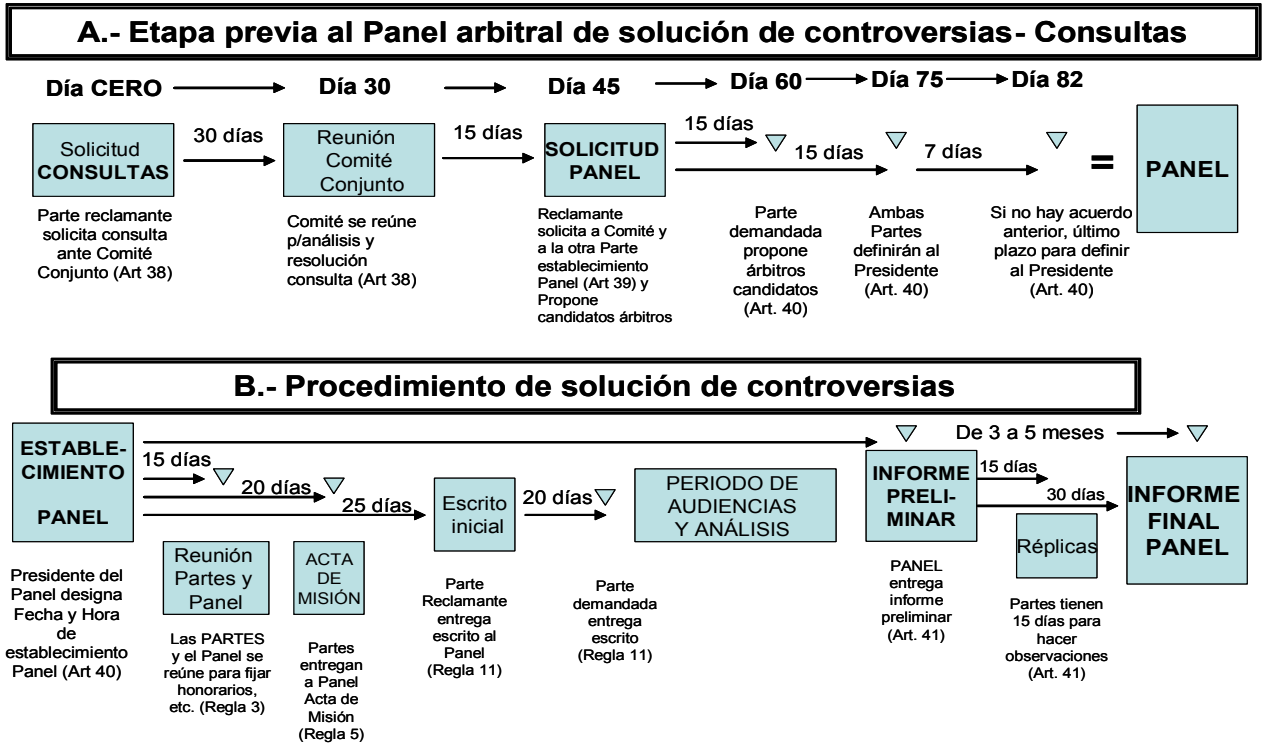 A.- Etapa previa al Panel arbitral de solución de controversias- Consultas
Día CERO
Día 30
Día 45
Día 60
Día 75
Día 82
Solicitud
CONSULTAS
30 días
Reunión
Comité
Conjunto
15 días
SOLICITUD
PANEL
15 días
15 días
7 días
=
PANEL
Parte reclamante
solicita consulta
ante Comité
Conjunto (Art 38)
Comité se reúne
p/análisis y
resolución
consulta (Art 38)
Reclamante
solicita a Comité y
a la otra Parte
establecimiento
Panel (Art 39) y
Propone
candidatos árbitros
Parte
demandada
propone
árbitros
candidatos
(Art. 40)
Ambas
Partes
definirán al
Presidente
(Art. 40)
Si no hay acuerdo
anterior, último
plazo para definir
al Presidente
(Art. 40)
B.- Procedimiento de solución de controversias
ESTABLE-
CIMIENTO
PANEL
15 días
20 días
25 días
Escrito
inicial
20 días
PERIODO DE
AUDIENCIAS
Y ANÁLISIS
INFORME
PRELI-
MINAR
De 3 a 5 meses
15 días
30 días
Réplicas
INFORME
FINAL
PANEL
Reunión
Partes y
Panel
ACTA
DE
MISIÓN
Presidente del
Panel designa
Fecha y Hora
de
establecimiento
Panel (Art 40)
Las PARTES
y el Panel se
reúne para fijar
honorarios,
etc. (Regla 3)
Partes
entregan
a Panel
Acta de
Misión
(Regla 5)
Parte
Reclamante
entrega
escrito al
Panel
(Regla 11)
Parte
demandada
entrega
escrito
(Regla 11)
PANEL
entrega
informe
preliminar
(Art. 41)
Partes tienen
15 días para
hacer
observaciones
(Art. 41)